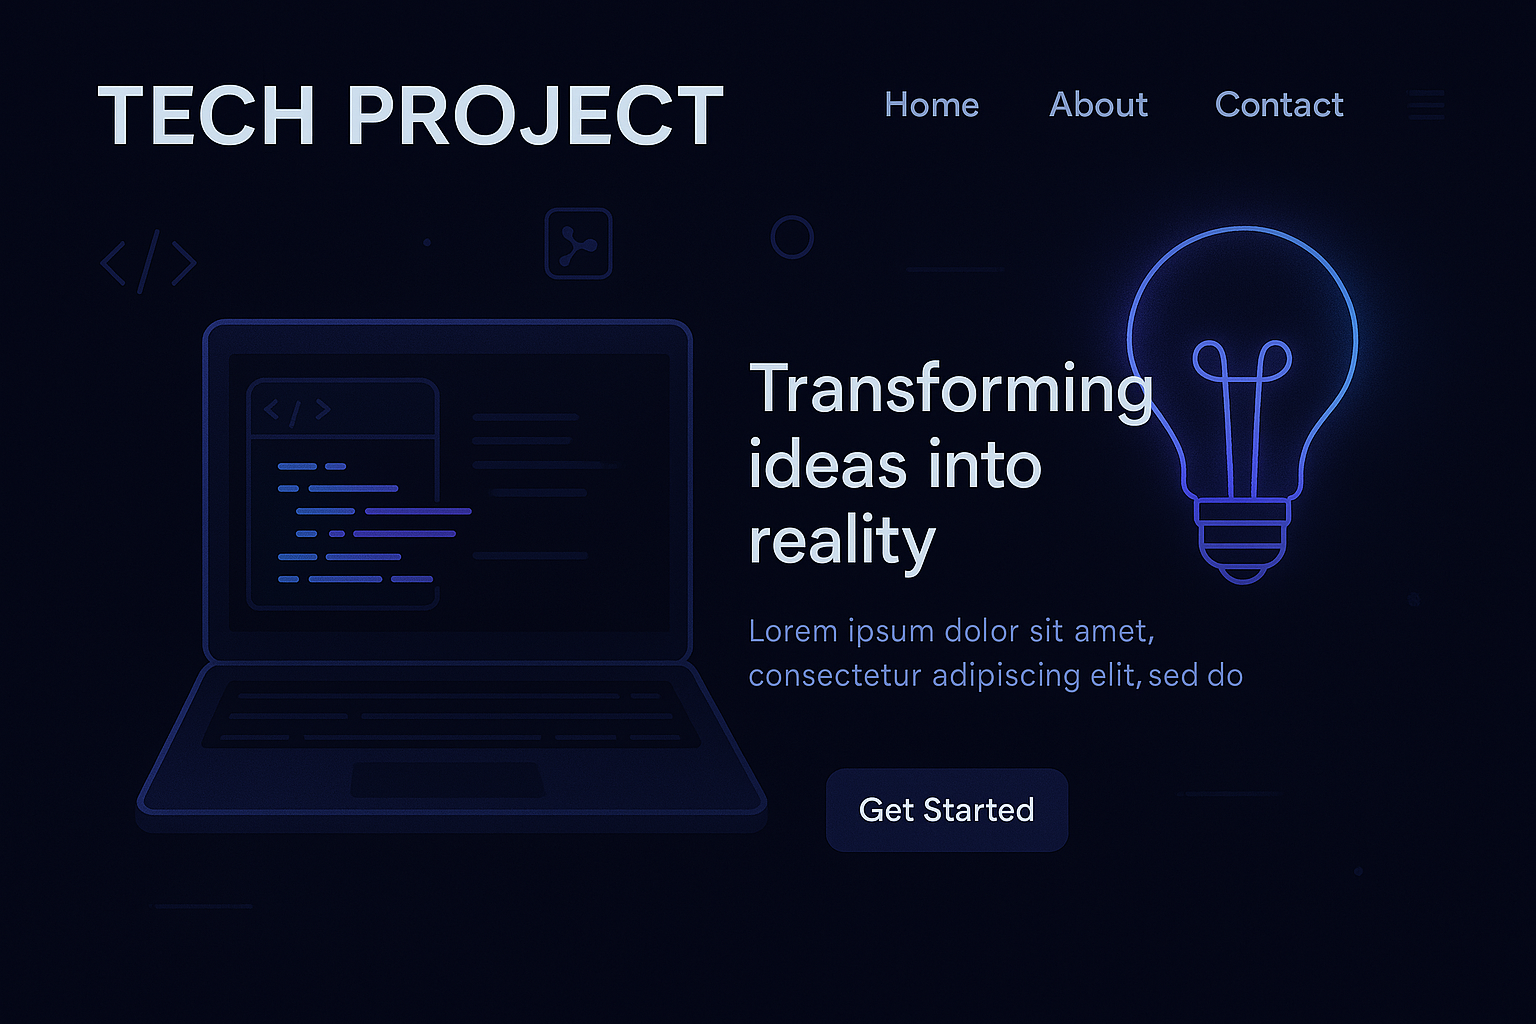 TECH PROJECT
Home About Contact
</>
</>
Transforming
ideas into
reality
Lorem ipsum dolor sit amet,
consectetur adipiscing elit, sed do
Get Started